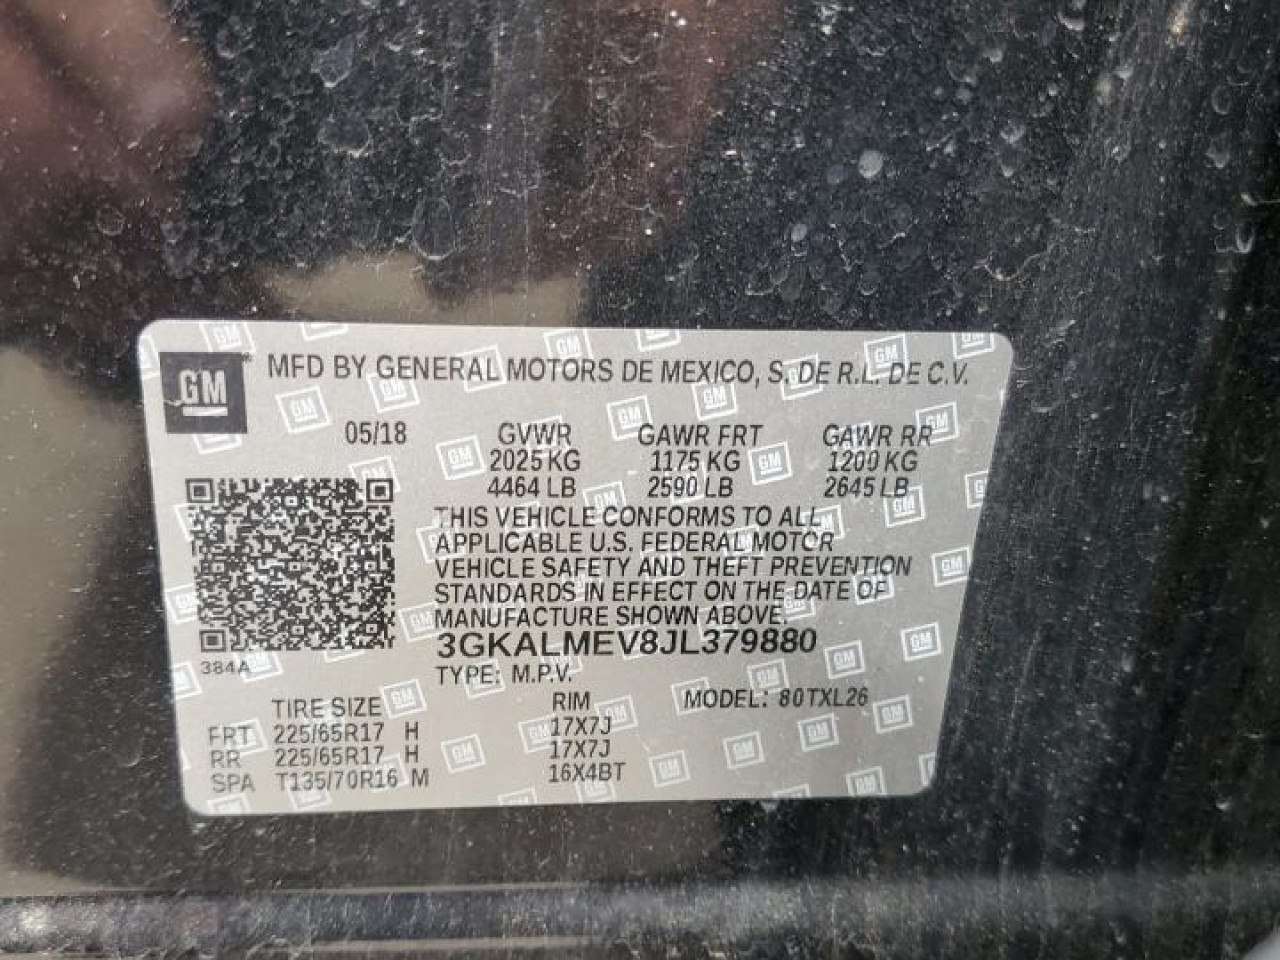 GM * MFD BY GENERAL MOTORS DE MEXICO, S. DE R.L. DE C.V.
05/18 GVWR GAWR FRT GAWR RR
2025 KG 1175 KG 1200 KG
4464 LB 2590 LB 2645 LB
THIS VEHICLE CONFORMS TO ALL
APPLICABLE U.S. FEDERAL MOTOR
VEHICLE SAFETY AND THEFT PREVENTION
STANDARDS IN EFFECT ON THE DATE OF
MANUFACTURE SHOWN ABOVE.
3GKALMEV8JL379880
384A
TYPE: M.P.V.
TIRE SIZE RIM MODEL: 80TXL26
FRT 225/65R17 H 17X7J
RR 225/65R17 H 17X7J
SPA T135/70R16 M 16X4BT